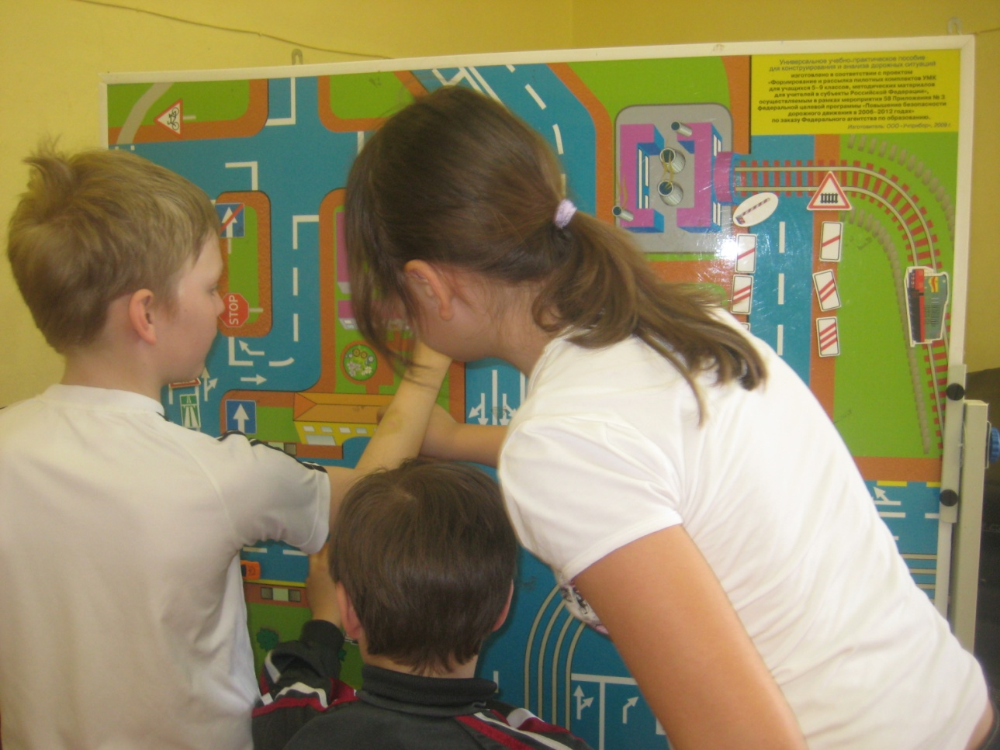 Универсальное учебно-практическое пособие
для конструирования и анализа дорожных ситуаций
изготовлено в соответствии с проектом
«Формирование и рассылка пилотных комплектов УМК
для учащихся 5-9 классов, методических материалов
для учителей в субъекты Российской Федерации»,
осуществляемым в рамках мероприятия 58 Приложения № 3
федеральной целевой программы «Повышение безопасности
дорожного движения в 2006-2012 годах»
по заказу Федерального агентства по образованию.
Изготовитель: ООО «Учприбор», 2009 г.
STOP